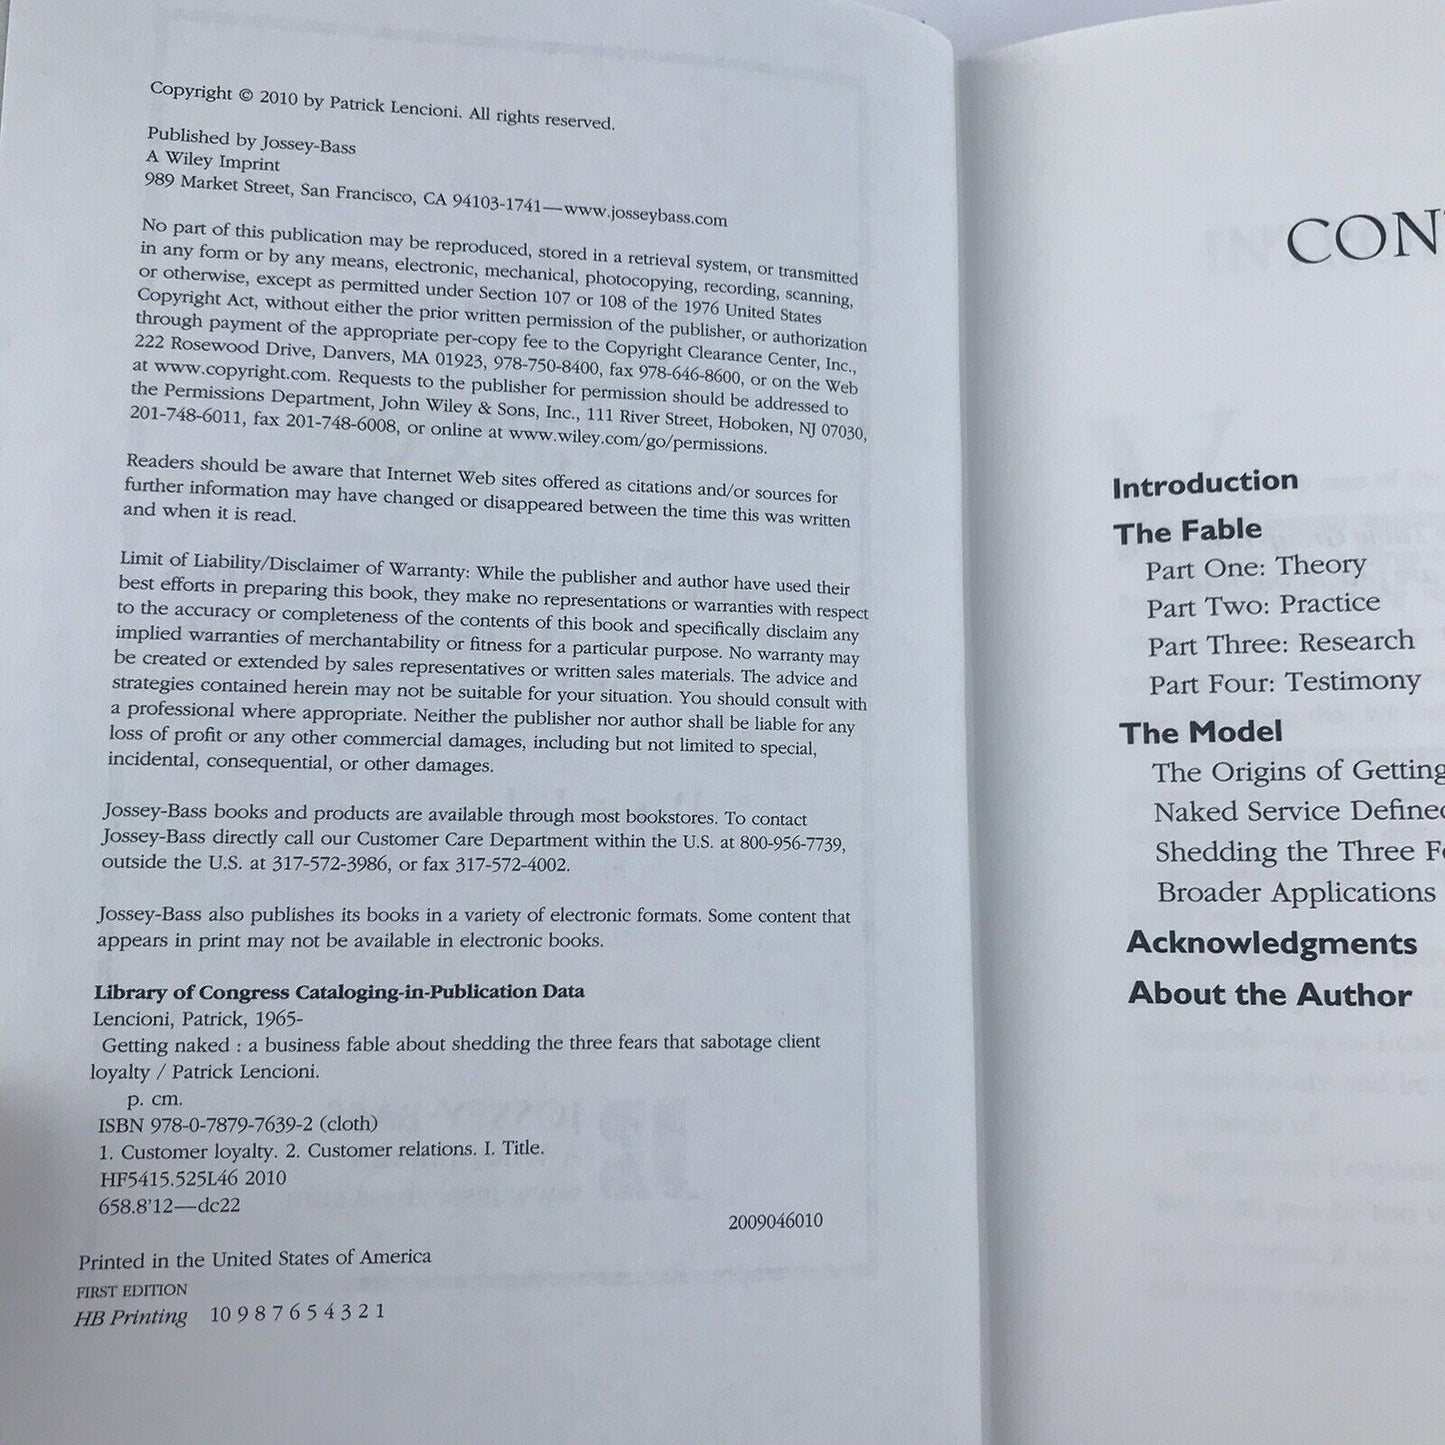 Copyright © 2010 by Patrick Lencioni. All rights reserved.
Published by Jossey-Bass
A Wiley Imprint
989 Market Street, San Francisco, CA 94103-1741—www.josseybass.com
No part of this publication may be reproduced, stored in a retrieval system, or transmitted
in any form or by any means, electronic, mechanical, photocopying, recording, scanning,
or otherwise, except as permitted under Section 107 or 108 of the 1976 United States
Copyright Act, without either the prior written permission of the publisher, or authorization
through payment of the appropriate per-copy fee to the Copyright Clearance Center, Inc.,
222 Rosewood Drive, Danvers, MA 01923, 978-750-8400, fax 978-646-8600, or on the Web
at www.copyright.com. Requests to the publisher for permission should be addressed to
the Permissions Department, John Wiley & Sons, Inc., 111 River Street, Hoboken, NJ 07030,
201-748-6011, fax 201-748-6008, or online at www.wiley.com/go/permissions.
Readers should be aware that Internet Web sites offered as citations and/or sources for
further information may have changed or disappeared between the time this was written
and when it is read.
Limit of Liability/Disclaimer of Warranty: While the publisher and author have used their
best efforts in preparing this book, they make no representations or warranties with respect
to the accuracy or completeness of the contents of this book and specifically disclaim any
implied warranties of merchantability or fitness for a particular purpose. No warranty may
be created or extended by sales representatives or written sales materials. The advice and
strategies contained herein may not be suitable for your situation. You should consult with
a professional where appropriate. Neither the publisher nor author shall be liable for any
loss of profit or any other commercial damages, including but not limited to special,
incidental, consequential, or other damages.
Jossey-Bass books and products are available through most bookstores. To contact
Jossey-Bass directly call our Customer Care Department within the U.S. at 800-956-7739,
outside the U.S. at 317-572-3986, or fax 317-572-4002.
Jossey-Bass also publishes its books in a variety of electronic formats. Some content that
appears in print may not be available in electronic books.
Library of Congress Cataloging-in-Publication Data
Lencioni, Patrick, 1965-
Getting naked : a business fable about shedding the three fears that sabotage client
loyalty / Patrick Lencioni.
p. cm.
ISBN 978-0-7879-7639-2 (cloth)
1. Customer loyalty. 2. Customer relations. I. Title.
HF5415.525L46 2010
658.8'12—dc22
2009046010
Printed in the United States of America
FIRST EDITION
HB Printing 10 9 8 7 6 5 4 3 2 1
CON
Introduction
The Fable
Part One: Theory
Part Two: Practice
Part Three: Research
Part Four: Testimony
The Model
The Origins of Getting
Naked Service Defined
Shedding the Three Fe
Broader Applications
Acknowledgments
About the Author